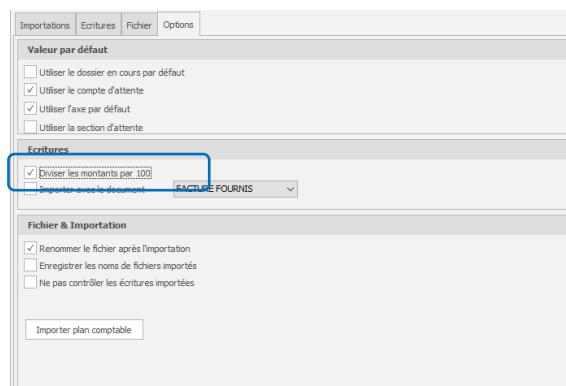 Importations Ecritures Fichier Options
Valeur par défaut
Utiliser le dossier en cours par défaut
Utiliser le compte d'attente
Utiliser l'axe par défaut
Utiliser la section d'attente
Ecritures
Diviser les montants par 100
Importer avec le document FACTURE FOURNIS
Fichier & Importation
Renommer le fichier après l'importation
Enregistrer les noms de fichiers importés
Ne pas contrôler les écritures importées
Importer plan comptable